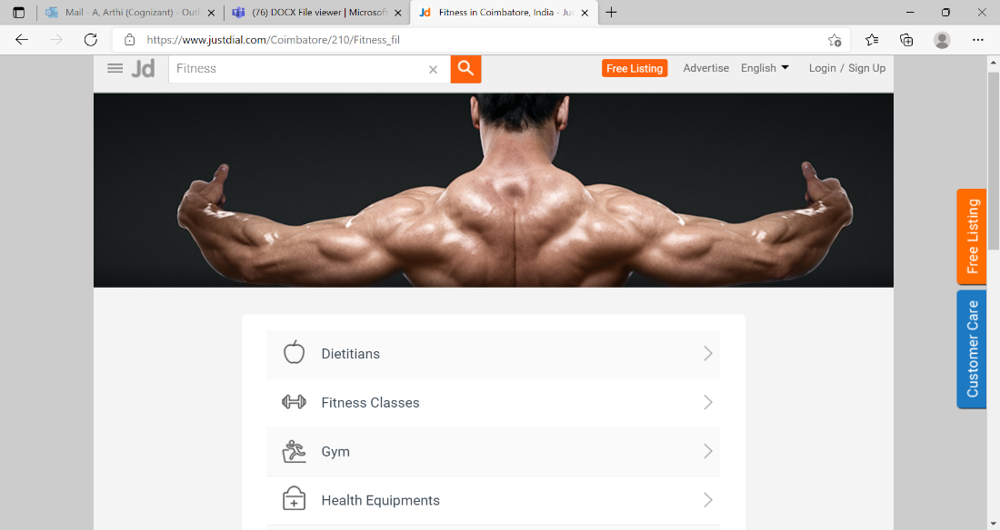 Mail - A, Arthi (Cognizant) - Outl
(76) DOCX File viewer | Microsoft
Jd Fitness in Coimbatore, India - Jus
https://www.justdial.com/Coimbatore/210/Fitness_fil
Jd Fitness Free Listing Advertise English Login / Sign Up
Free Listing
Customer Care
Dietitians
Fitness Classes
Gym
Health Equipments